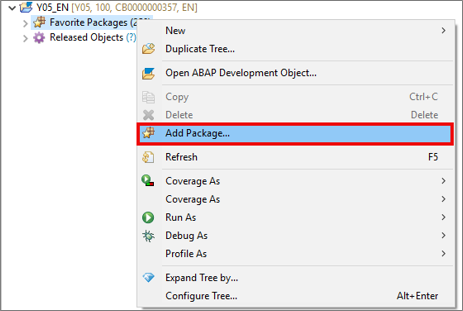 Y05_EN [Y05, 100, CB0000000357, EN]
Favorite Packages
Released Objects (?)
New
Duplicate Tree...
Open ABAP Development Object...
Copy Ctrl+C
Delete Delete
Add Package...
Refresh F5
Coverage As
Coverage As
Run As
Debug As
Profile As
Expand Tree by...
Configure Tree... Alt+Enter